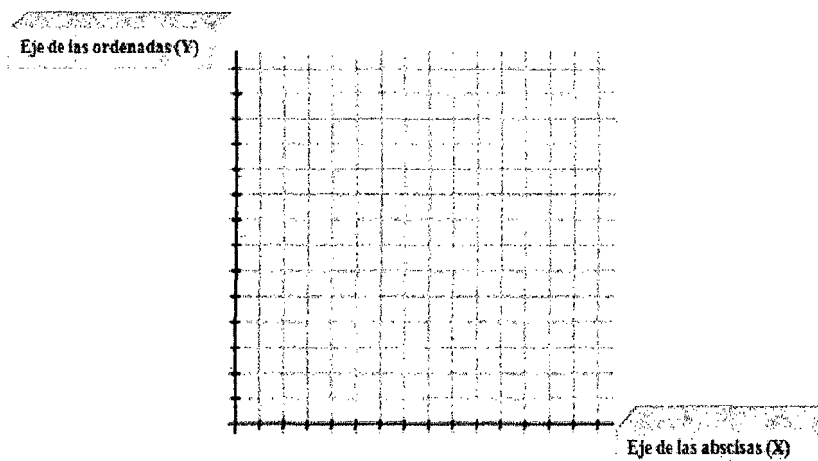 Eje de las ordenadas (Y)
Eje de las abscisas (X)